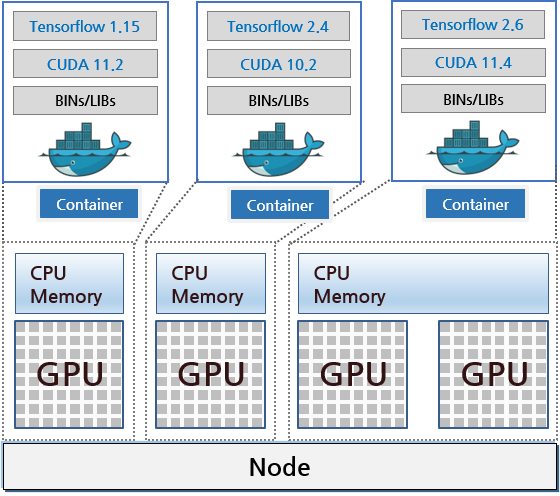 Tensorflow 1.15
CUDA 11.2
BINs/LIBs
Container
Tensorflow 2.4
CUDA 10.2
BINs/LIBs
Container
Tensorflow 2.6
CUDA 11.4
BINs/LIBs
Container
CPU
Memory
GPU
CPU
Memory
GPU
CPU
Memory
GPU
GPU
Node